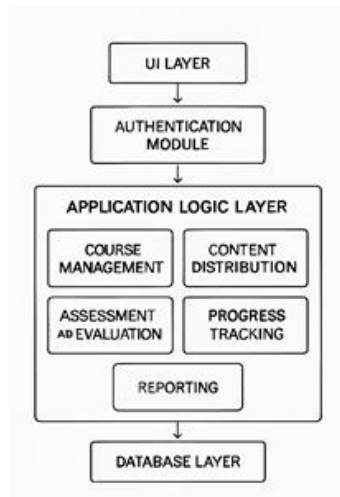 UI LAYER
AUTHENTICATION
MODULE
APPLICATION LOGIC LAYER
COURSE
MANAGEMENT
CONTENT
DISTRIBUTION
ASSESSMENT
AD EVALUATION
PROGRESS
TRACKING
REPORTING
DATABASE LAYER